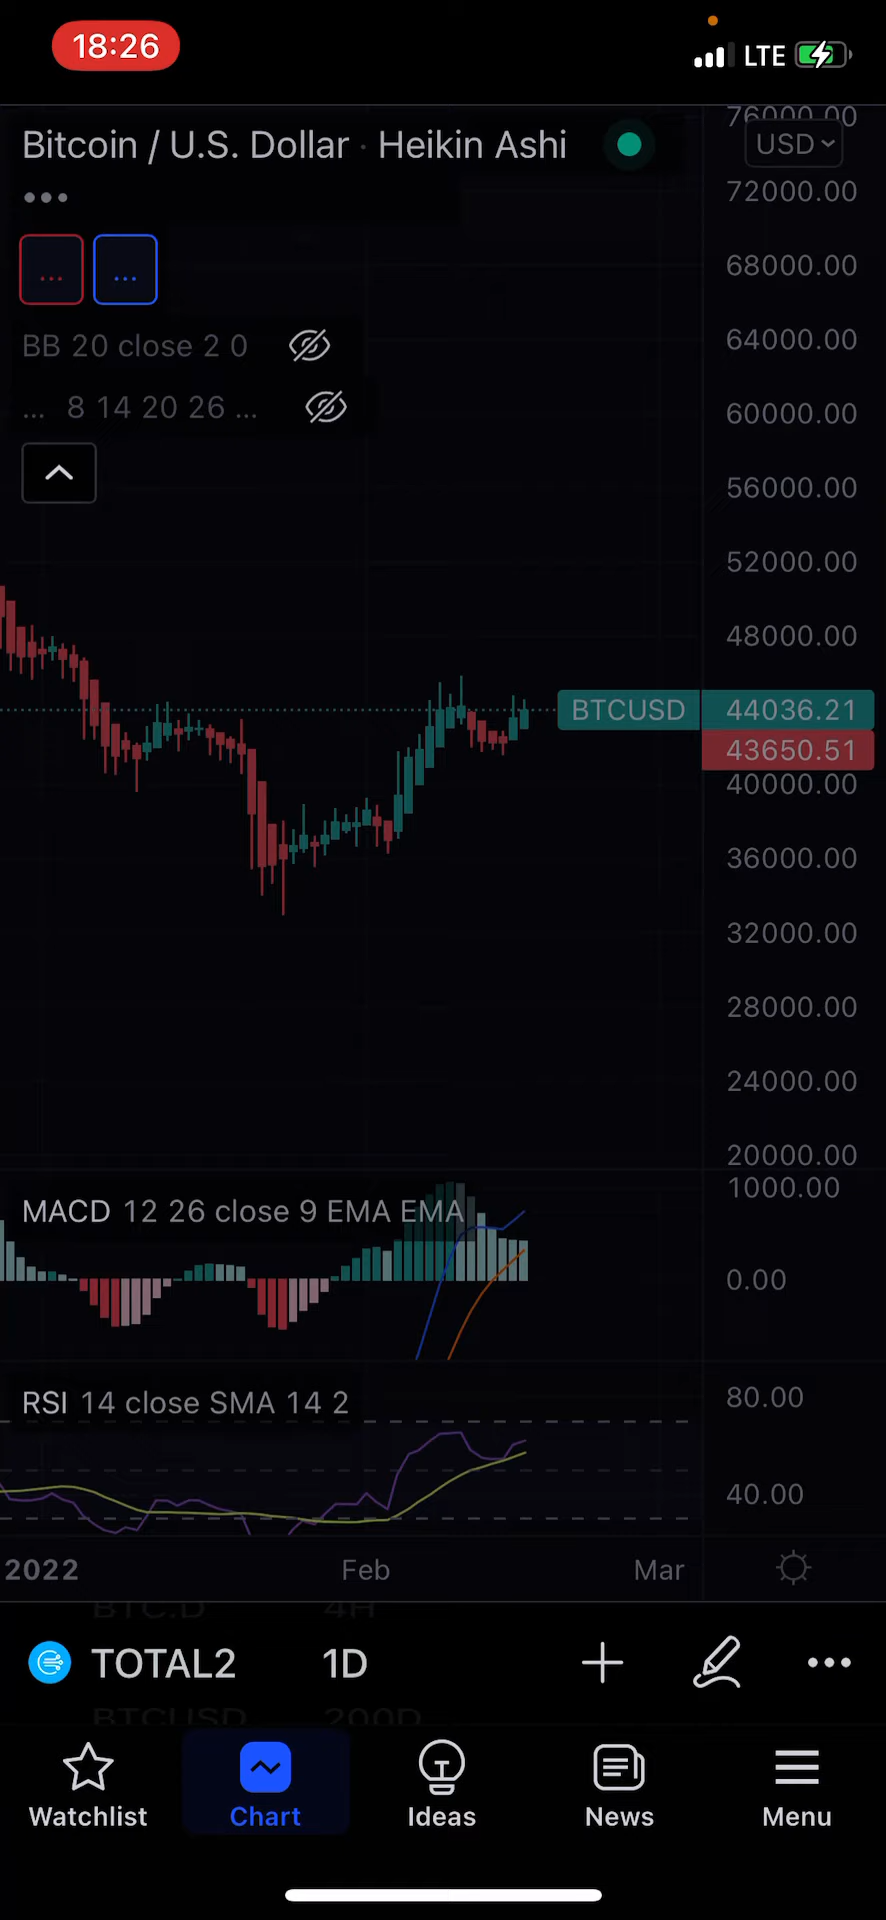 18:26
LTE
Bitcoin / U.S. Dollar · Heikin Ashi
USD
76000.00
72000.00
68000.00
BB 20 close 2 0
64000.00
... 8 14 20 26 ...
60000.00
56000.00
52000.00
48000.00
BTCUSD 44036.21
43650.51
40000.00
36000.00
32000.00
28000.00
24000.00
20000.00
1000.00
MACD 12 26 close 9 EMA EMA
0.00
RSI 14 close SMA 14 2
80.00
40.00
2022 Feb Mar
BTC.D 4H
TOTAL2 1D
BTCUSD 200D
Watchlist Chart Ideas News Menu